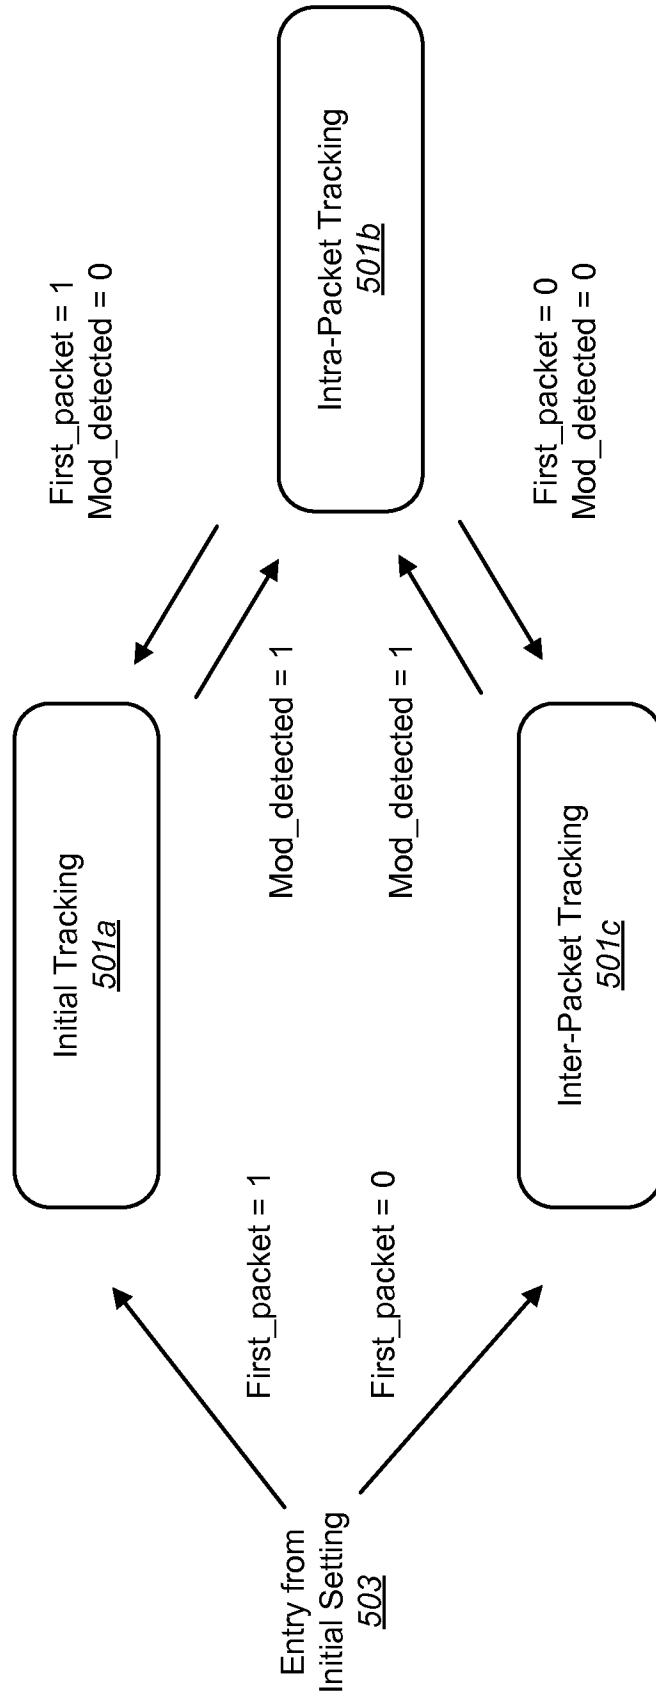 Entry from
Initial Setting
503
First_packet = 1
First_packet = 0
Initial Tracking
501a
Inter-Packet Tracking
501c
Mod_detected = 1
Mod_detected = 1
First_packet = 1
Mod_detected = 0
Intra-Packet Tracking
501b
First_packet = 0
Mod_detected = 0